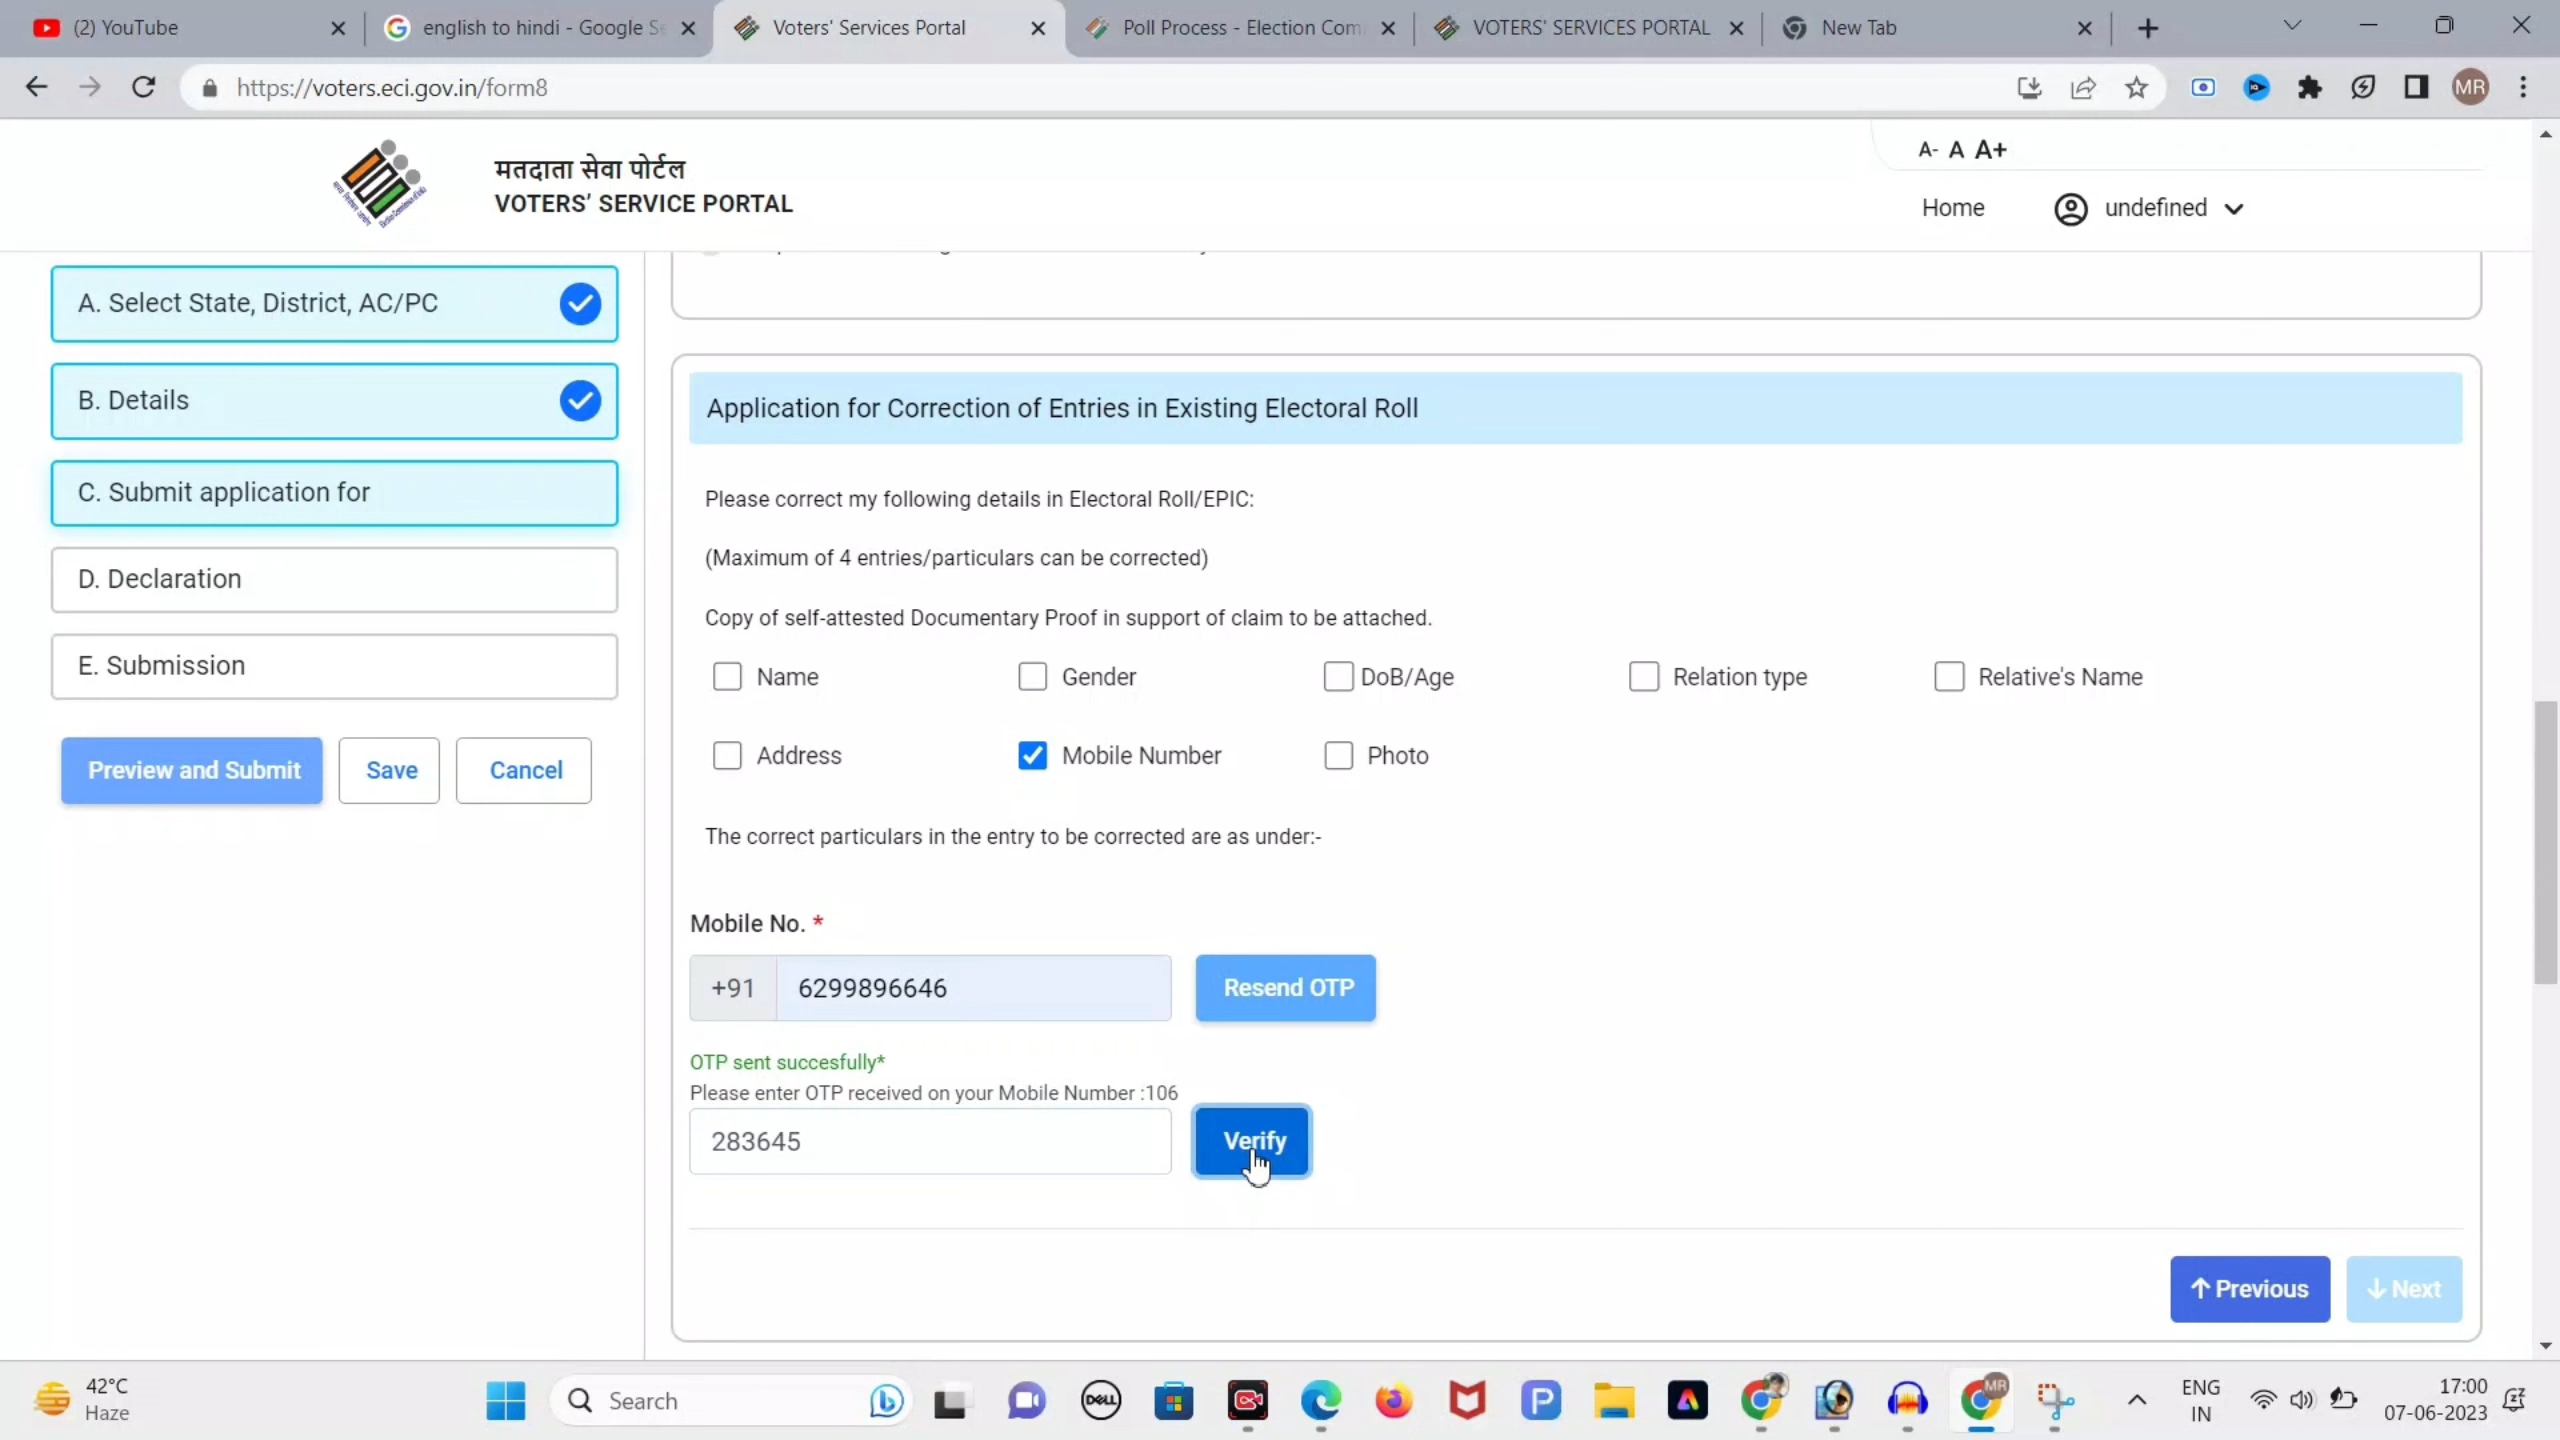 (2) YouTube
english to hindi - Google Se
Voters' Services Portal
Poll Process - Election Com
VOTERS' SERVICES PORTAL
New Tab
https://voters.eci.gov.in/form8
MR
मतदाता सेवा पोर्टल
VOTERS' SERVICE PORTAL
A- A A+
Home
undefined
A. Select State, District, AC/PC
B. Details
C. Submit application for
D. Declaration
E. Submission
Preview and Submit
Save
Cancel
Application for Correction of Entries in Existing Electoral Roll
Please correct my following details in Electoral Roll/EPIC:
(Maximum of 4 entries/particulars can be corrected)
Copy of self-attested Documentary Proof in support of claim to be attached.
Name
Gender
DoB/Age
Relation type
Relative's Name
Address
Mobile Number
Photo
The correct particulars in the entry to be corrected are as under:-
Mobile No. *
+91
6299896646
Resend OTP
OTP sent succesfully*
Please enter OTP received on your Mobile Number :106
283645
Verify
Previous
Next
42°C
Haze
Search
DELL
MR
ENG
IN
17:00
07-06-2023